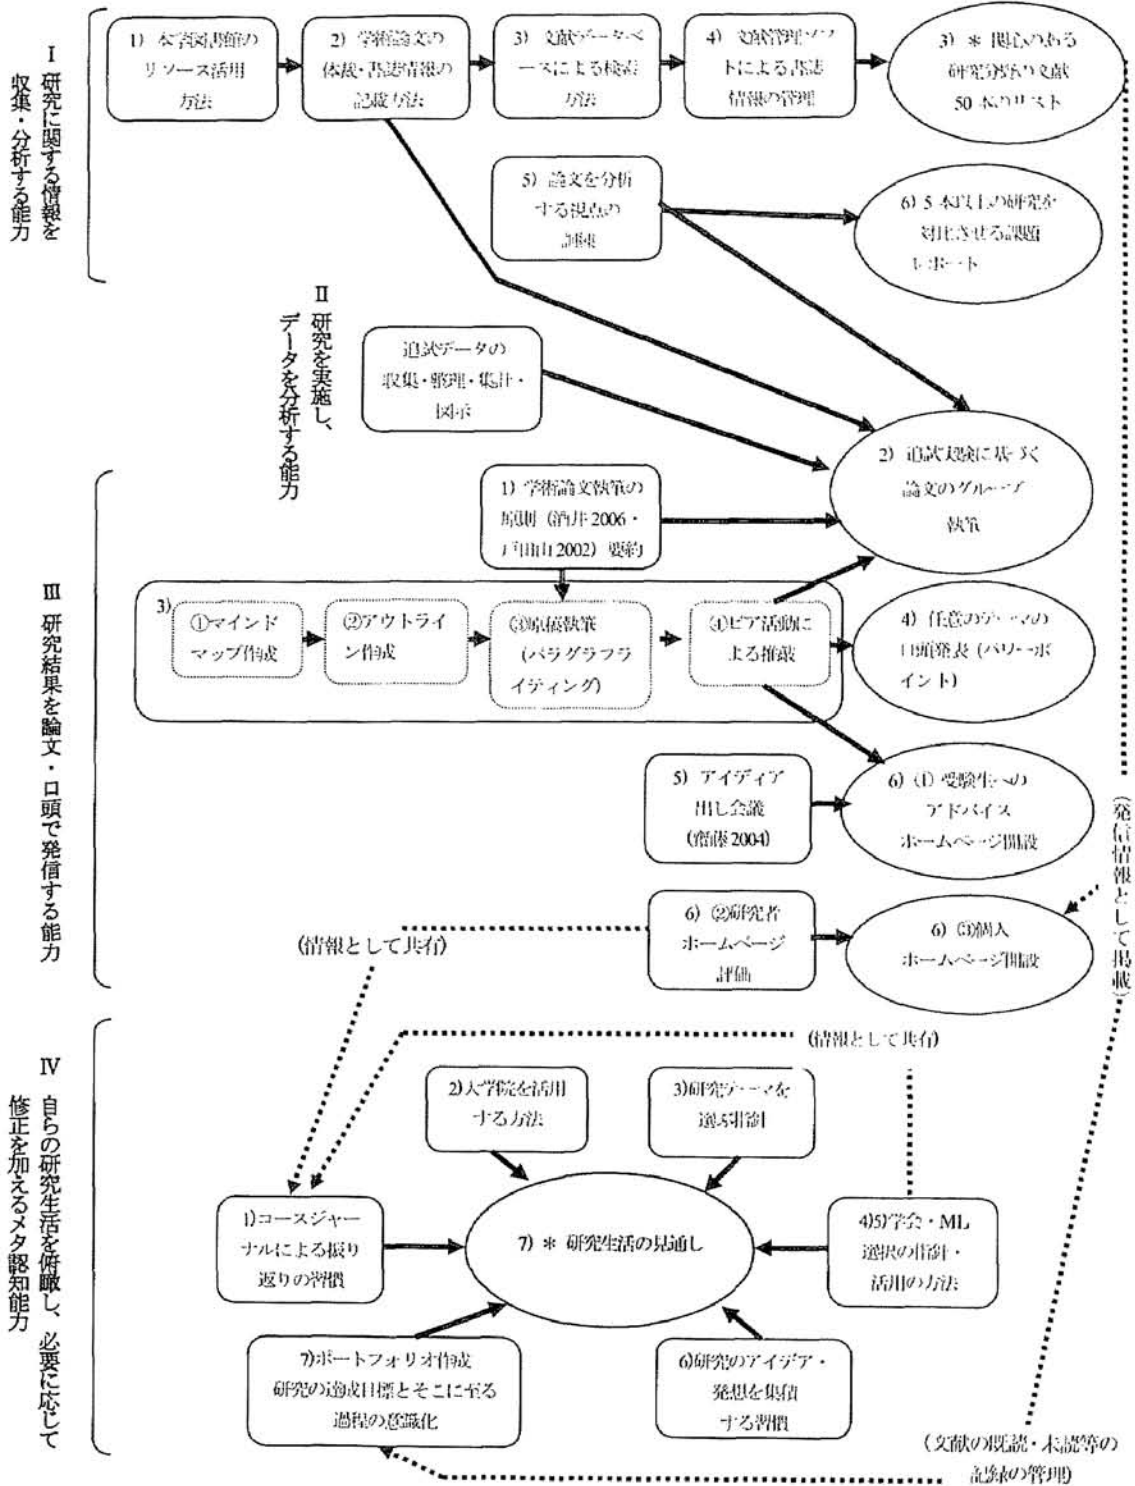 Ⅰ 研究に関する情報を
収集・分析する能力
1) 本学図書館の
リソース活用
方法
2) 学術論文の
体裁・書誌情報の
記載方法
3) 文献データベ
ースによる検索
方法
4) 文献管理ソフ
トによる書誌
情報の管理
3) * 関心のある
研究分野の文献
50 本のリスト
5) 論文を分析
する視点の
訓練
6) 5 本以上の研究を
対比させる課題
レポート
Ⅱ 研究を実施し、
データを分析する能力
追試データの
収集・整理・集計・
図示
2) 追試実験に基づく
論文のグループ
執筆
Ⅲ 研究結果を論文・口頭で発信する能力
1) 学術論文執筆の
原則 (酒井 2006・
戸田山 2002) 要約
3)
①マインド
マップ作成
②アウトライ
ン作成
③原稿執筆
(パラグラフラ
イティング)
④ピア活動に
よる推敲
4) 任意のテーマの
口頭発表 (パワーポ
イント)
5) アイディア
出し会議
(齋藤 2004)
6) (1) 受験生への
アドバイス
ホームページ開設
6) ②研究者
ホームページ
評価
6) ③個人
ホームページ開設
(発信情報として掲載)
(情報として共有)
(情報として共有)
Ⅳ 自らの研究生活を俯瞰し、必要に応じて
修正を加えるメタ認知能力
2)大学院を活用
する方法
3)研究テーマを
選ぶ指針
1)コースジャー
ナルによる振り
返りの習慣
7) * 研究生活の見通し
4)5)学会・ML
選択の指針・
活用の方法
7)ポートフォリオ作成
研究の達成目標とそこに至る
過程の意識化
6)研究のアイデア・
発想を集積
する習慣
(文献の既読・未読等の
記録の管理)